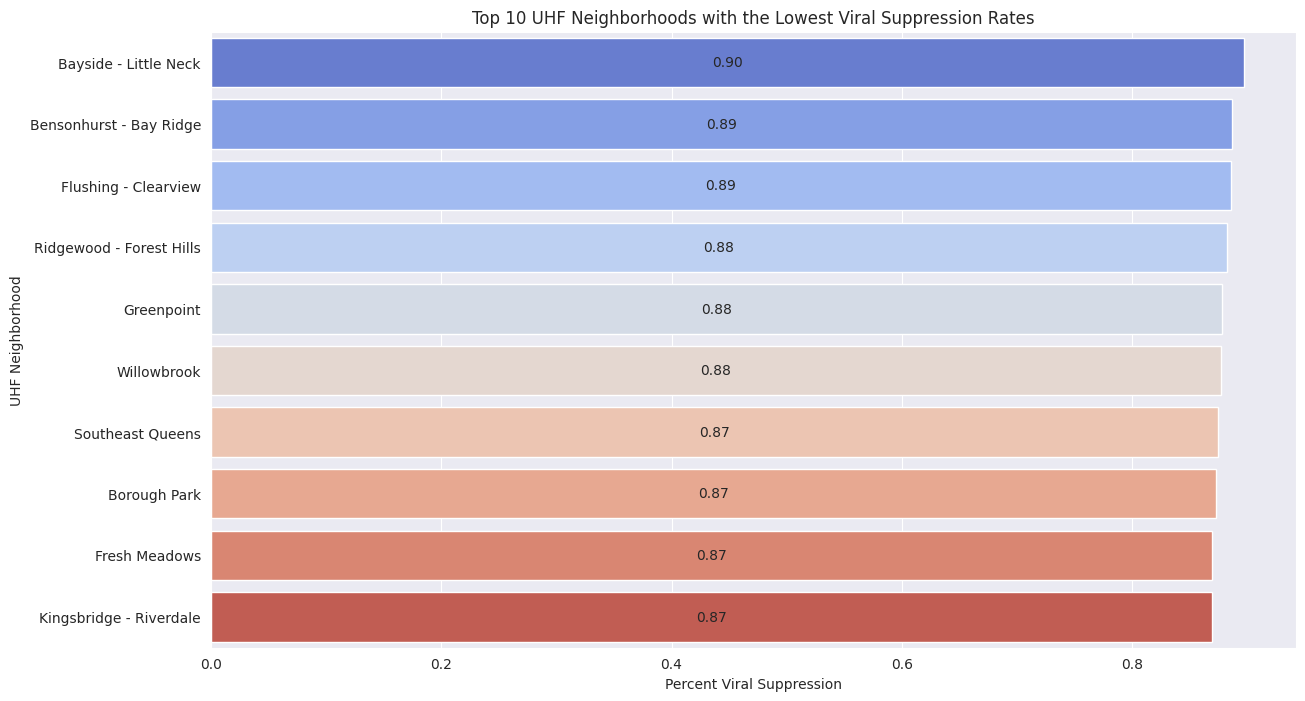 Top 10 UHF Neighborhoods with the Lowest Viral Suppression Rates
UHF Neighborhood
Bayside - Little Neck 0.90
Bensonhurst - Bay Ridge 0.89
Flushing - Clearview 0.89
Ridgewood - Forest Hills 0.88
Greenpoint 0.88
Willowbrook 0.88
Southeast Queens 0.87
Borough Park 0.87
Fresh Meadows 0.87
Kingsbridge - Riverdale 0.87
0.0 0.2 0.4 0.6 0.8
Percent Viral Suppression